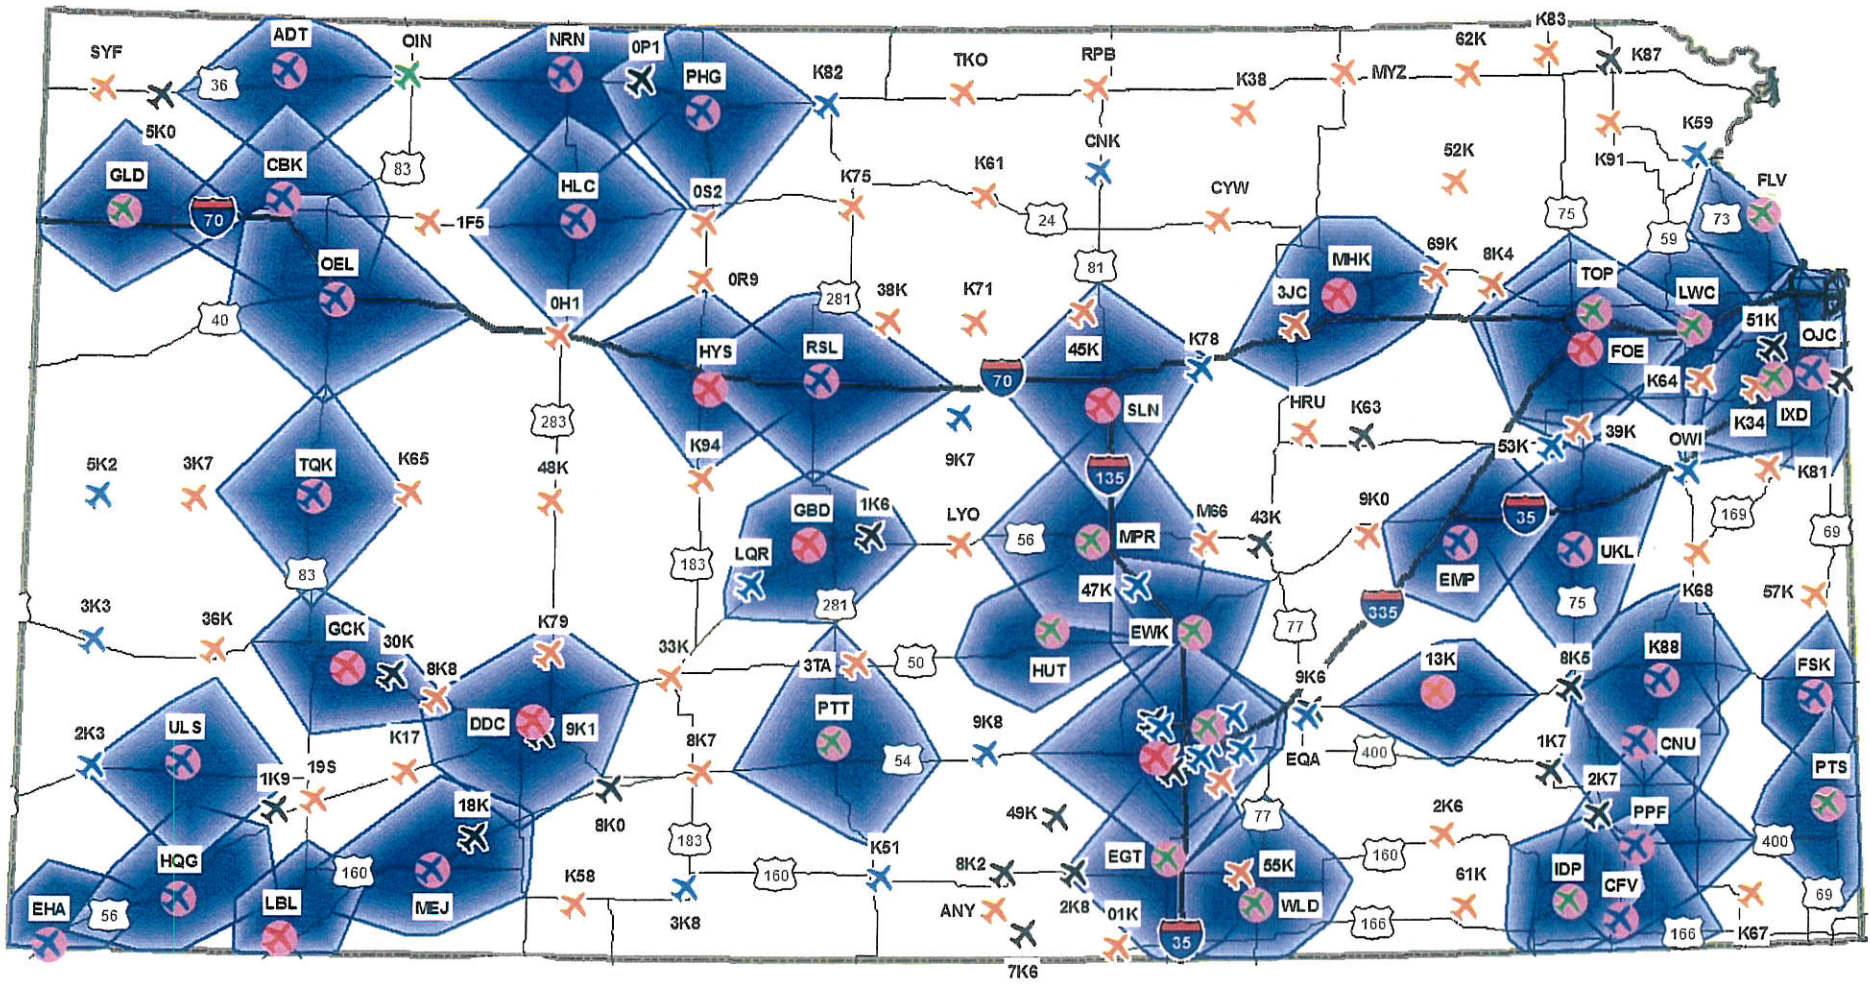 ADT
OIN
NRN
0P1
PHG
SYF
36
K82
TKO
RPB
K38
MYZ
62K
K83
K87
5K0
GLD
CBK
83
HLC
0S2
K75
K61
CNK
CYW
24
52K
K91
K59
FLV
75
73
59
70
1F5
OEL
40
0H1
0R9
281
38K
K71
81
45K
K78
3JC
MHK
69K
8K4
TOP
LWC
51K
OJC
HYS
RSL
70
SLN
FOE
K64
K34
IXD
283
HRU
K63
53K
39K
OWI
K81
5K2
3K7
TQK
K65
48K
K94
9K7
135
GBD
1K6
LQR
LYO
56
MPR
M66
43K
9K0
35
EMP
UKL
169
69
83
183
281
47K
EWK
HUT
77
335
75
K68
57K
3K3
36K
GCK
30K
8K8
K79
33K
3TA
50
9K6
13K
8K5
K88
FSK
2K3
ULS
K17
DDC
9K1
8K7
PTT
54
9K8
EQA
400
1K7
CNU
PTS
1K9
19S
18K
8K0
183
49K
77
2K6
2K7
PPF
400
HQG
160
MEJ
K58
160
3K8
K51
8K2
2K8
EGT
55K
WLD
160
61K
IDP
CFV
69
EHA
56
LBL
ANY
7K6
01K
35
166
166
K67